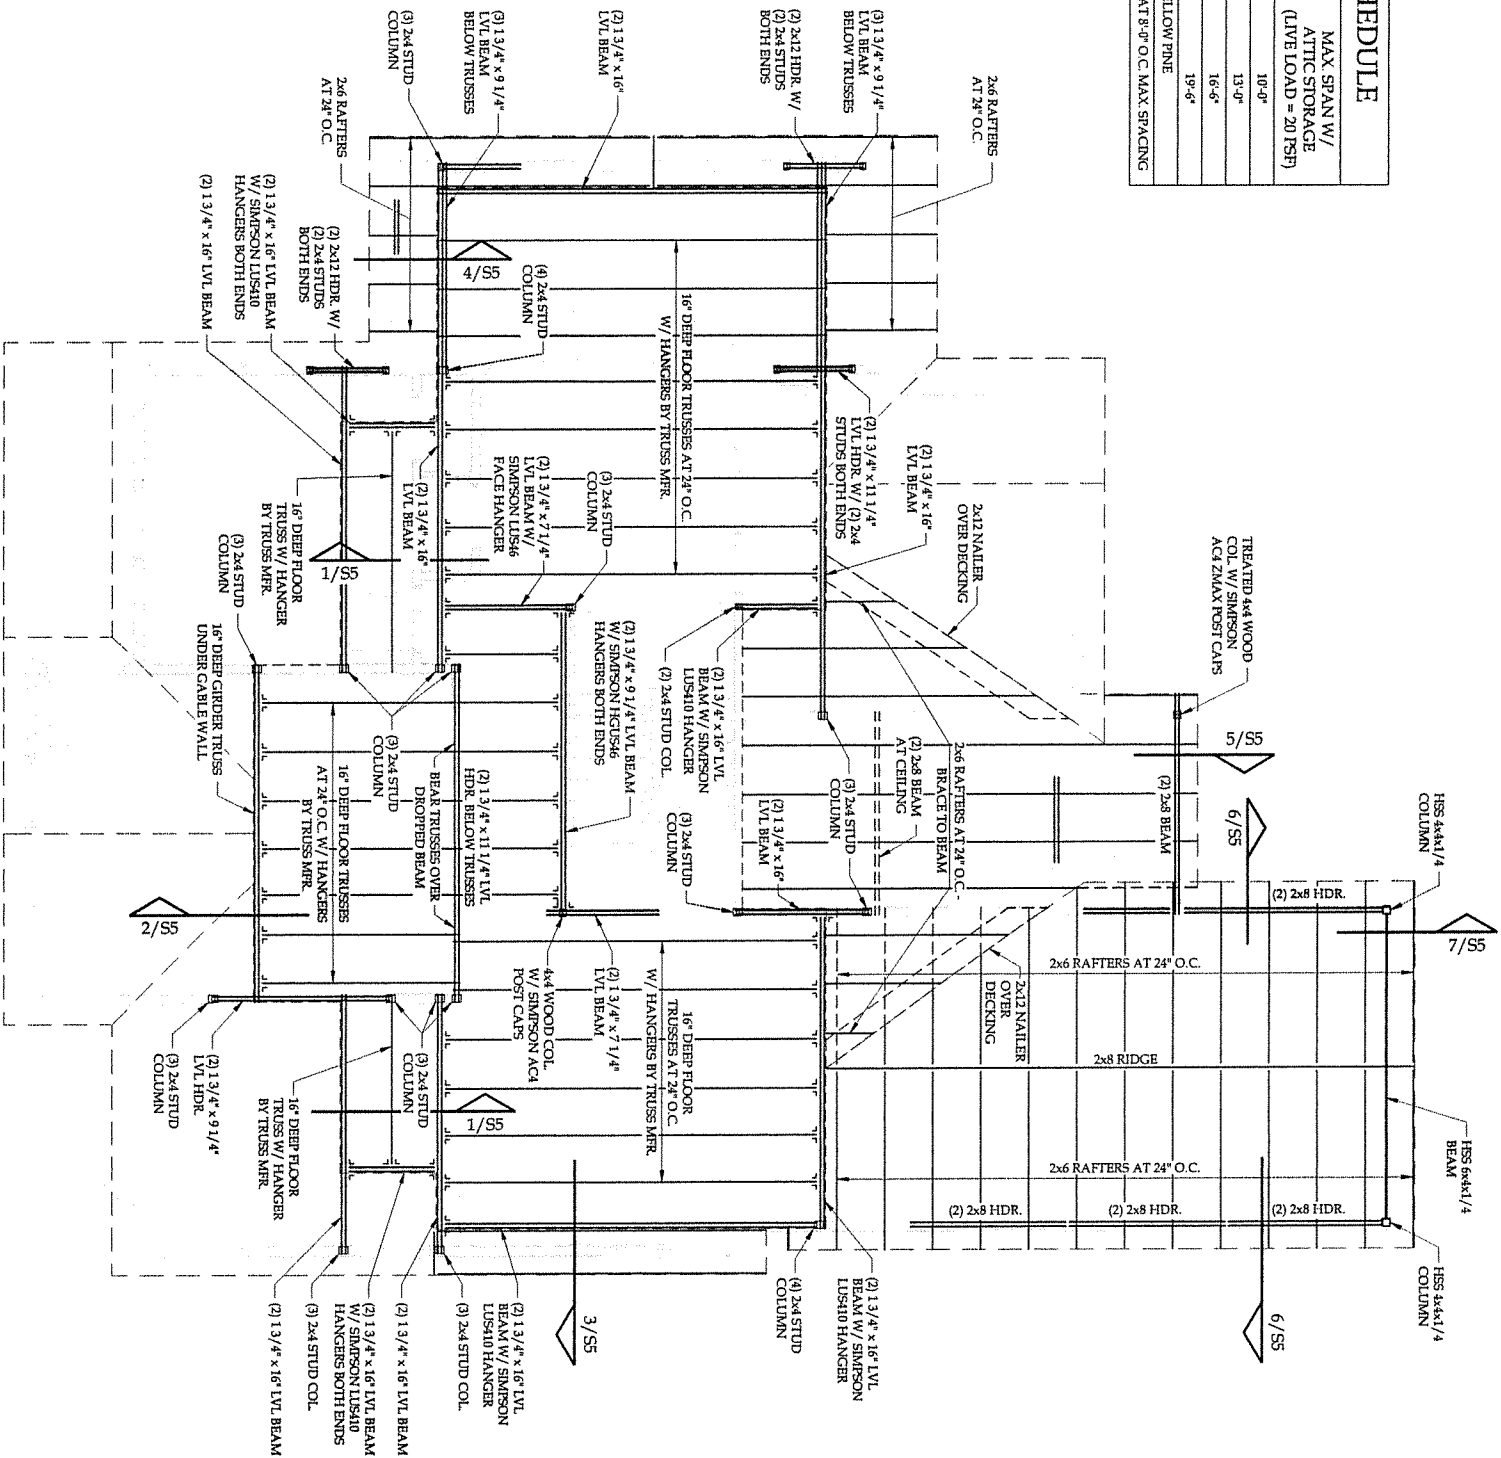 HEDULE
MAX. SPAN W/
ATTIC STORAGE
(LIVE LOAD = 20 PSF)
10'-0"
13'-0"
16'-6"
19'-6"
ELLOW PINE
AT 8'-0" O.C. MAX. SPACING
2x6 RAFTERS
AT 24" O.C.
(3) 1 3/4" x 9 1/4"
LVL BEAM
BELOW TRUSSES
(2) 2x12 HDR. W/
(2) 2x4 STUDS
BOTH ENDS
(2) 1 3/4" x 16"
LVL BEAM
(3) 1 3/4" x 9 1/4"
LVL BEAM
BELOW TRUSSES
(3) 2x4 STUD
COLUMN
2x6 RAFTERS
AT 24" O.C.
(2) 2x12 HDR. W/
(2) 2x4 STUDS
BOTH ENDS
(2) 1 3/4" x 16" LVL BEAM
W/ SIMPSON LUS410
HANGERS BOTH ENDS
(2) 1 3/4" x 16" LVL BEAM
4/S5
(4) 2x4 STUD
COLUMN
16" DEEP FLOOR TRUSSES AT 24" O.C.
W/ HANGERS BY TRUSS MFR.
(2) 1 3/4" x 11 1/4"
LVL HDR. W/ (2) 2x4
STUDS BOTH ENDS
(2) 1 3/4" x 16"
LVL BEAM
2x12 NAILER
OVER DECKING
TREATED 4x4 WOOD
COL. W/ SIMPSON
AC4 ZMAX POST CAPS
(3) 2x4 STUD
COLUMN
(2) 1 3/4" x 7 1/4"
LVL BEAM W/
SIMPSON LUS46
FACE HANGER
(2) 1 3/4" x 16"
LVL BEAM
16" DEEP FLOOR
TRUSS W/ HANGER
BY TRUSS MFR.
1/S5
(3) 2x4 STUD
COLUMN
16" DEEP GIRDER TRUSS
UNDER GABLE WALL
(2) 1 3/4" x 9 1/4" LVL BEAM
W/ SIMPSON HGUS46
HANGERS BOTH ENDS
(2) 1 3/4" x 16" LVL
BEAM W/ SIMPSON
LUS410 HANGER
(2) 2x4 STUD COL.
2x6 RAFTERS AT 24" O.C.
BRACE TO BEAM
(2) 2x8 BEAM
AT CEILING
(3) 2x4 STUD
COLUMN
(2) 1 3/4" x 16"
LVL BEAM
(3) 2x4 STUD
COLUMN
5/S5
(2) 2x8 BEAM
6/S5
HSS 4x4x1/4
COLUMN
(2) 2x8 HDR.
7/S5
(3) 2x4 STUD
COLUMN
16" DEEP FLOOR TRUSSES
AT 24" O.C. W/ HANGERS
BY TRUSS MFR.
(2) 1 3/4" x 11 1/4" LVL
HDR. BELOW TRUSSES
BEAR TRUSSES OVER
DROPPED BEAM
2/S5
(3) 2x4 STUD
COLUMN
(2) 1 3/4" x 9 1/4"
LVL HDR.
16" DEEP FLOOR
TRUSS W/ HANGER
BY TRUSS MFR.
(3) 2x4 STUD
COLUMN
1/S5
4x4 WOOD COL.
W/ SIMPSON AC4
POST CAPS
(2) 1 3/4" x 7 1/4"
LVL BEAM
16" DEEP FLOOR
TRUSSES AT 24" O.C.
W/ HANGERS BY TRUSS MFR.
2x6 RAFTERS AT 24" O.C.
2x12 NAILER
OVER
DECKING
2x8 RIDGE
HSS 6x4x1/4
BEAM
2x6 RAFTERS AT 24" O.C.
(2) 2x8 HDR.
(2) 2x8 HDR.
(2) 2x8 HDR.
HSS 4x4x1/4
COLUMN
6/S5
(2) 1 3/4" x 16" LVL
BEAM W/ SIMPSON
LUS410 HANGER
(4) 2x4 STUD
COLUMN
3/S5
(2) 1 3/4" x 16" LVL
BEAM W/ SIMPSON
LUS410 HANGER
(3) 2x4 STUD COL.
(2) 1 3/4" x 16" LVL BEAM
(2) 1 3/4" x 16" LVL BEAM
W/ SIMPSON LUS410
HANGERS BOTH ENDS
(3) 2x4 STUD COL.
(2) 1 3/4" x 16" LVL BEAM